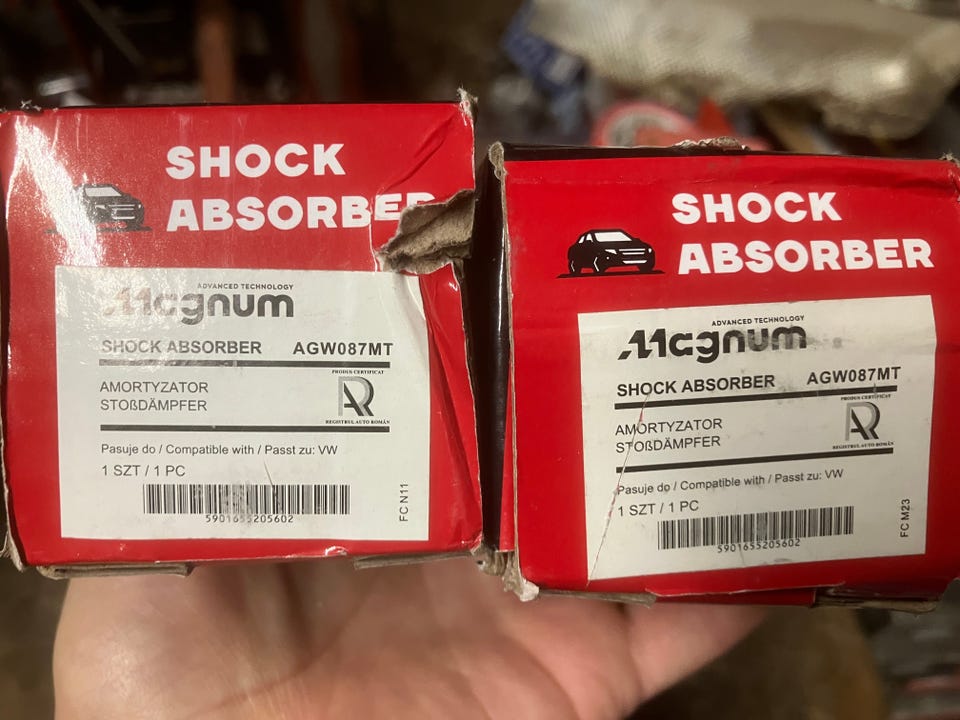 SHOCK
ABSORBER
ADVANCED TECHNOLOGY
Magnum
SHOCK ABSORBER AGW087MT
AMORTYZATOR
STOßDÄMPFER
PRODUS CERTIFICAT
AR
REGISTRUL AUTO ROMÂN
Pasuje do / Compatible with / Passt zu: VW
1 SZT / 1 PC
5901655205602
FC N11
SHOCK
ABSORBER
ADVANCED TECHNOLOGY
Magnum
SHOCK ABSORBER AGW087MT
AMORTYZATOR
STOßDÄMPFER
PRODUS CERTIFICAT
AR
REGISTRUL AUTO ROMÂN
Pasuje do / Compatible with / Passt zu: VW
1 SZT / 1 PC
5901655205602
FC M23